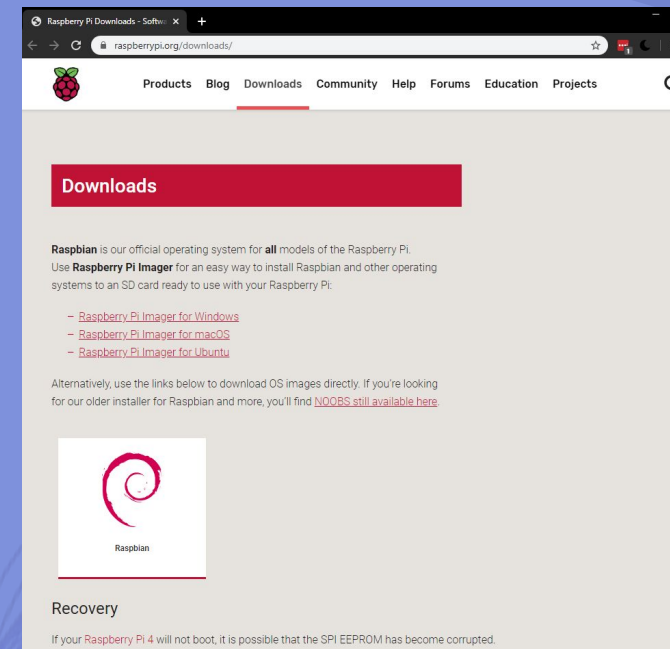 Raspberry Pi Downloads - Softw
raspberrypi.org/downloads/
Products Blog Downloads Community Help Forums Education Projects
Downloads
Raspbian is our official operating system for all models of the Raspberry Pi.
Use Raspberry Pi Imager for an easy way to install Raspbian and other operating
systems to an SD card ready to use with your Raspberry Pi:
– Raspberry Pi Imager for Windows
– Raspberry Pi Imager for macOS
– Raspberry Pi Imager for Ubuntu
Alternatively, use the links below to download OS images directly. If you're looking
for our older installer for Raspbian and more, you'll find NOOBS still available here.
Raspbian
Recovery
If your Raspberry Pi 4 will not boot, it is possible that the SPI EEPROM has become corrupted.